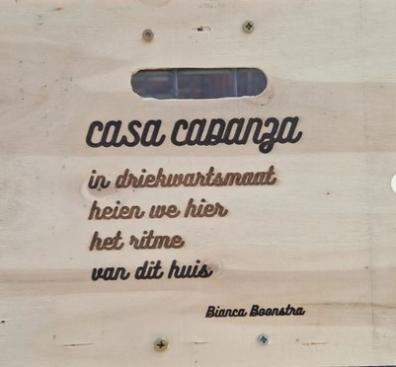 casa cadanza
in driekwartsmaat
heien we hier
het ritme
van dit huis
Bianca Boonstra